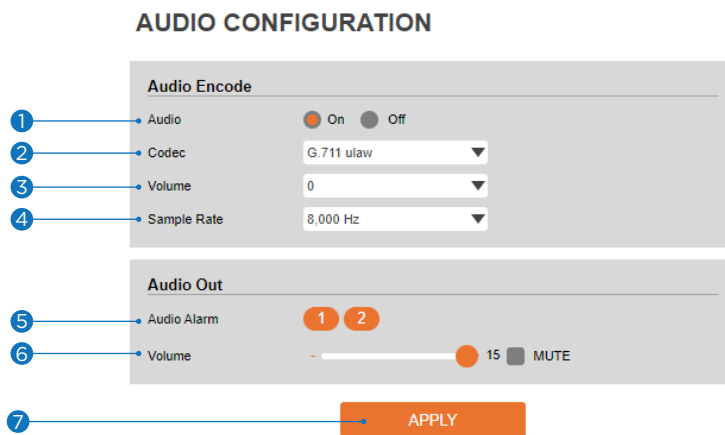 AUDIO CONFIGURATION
Audio Encode
1 Audio On Off
2 Codec G.711 ulaw
3 Volume 0
4 Sample Rate 8,000 Hz
Audio Out
5 Audio Alarm 1 2
6 Volume - 15 MUTE
7 APPLY